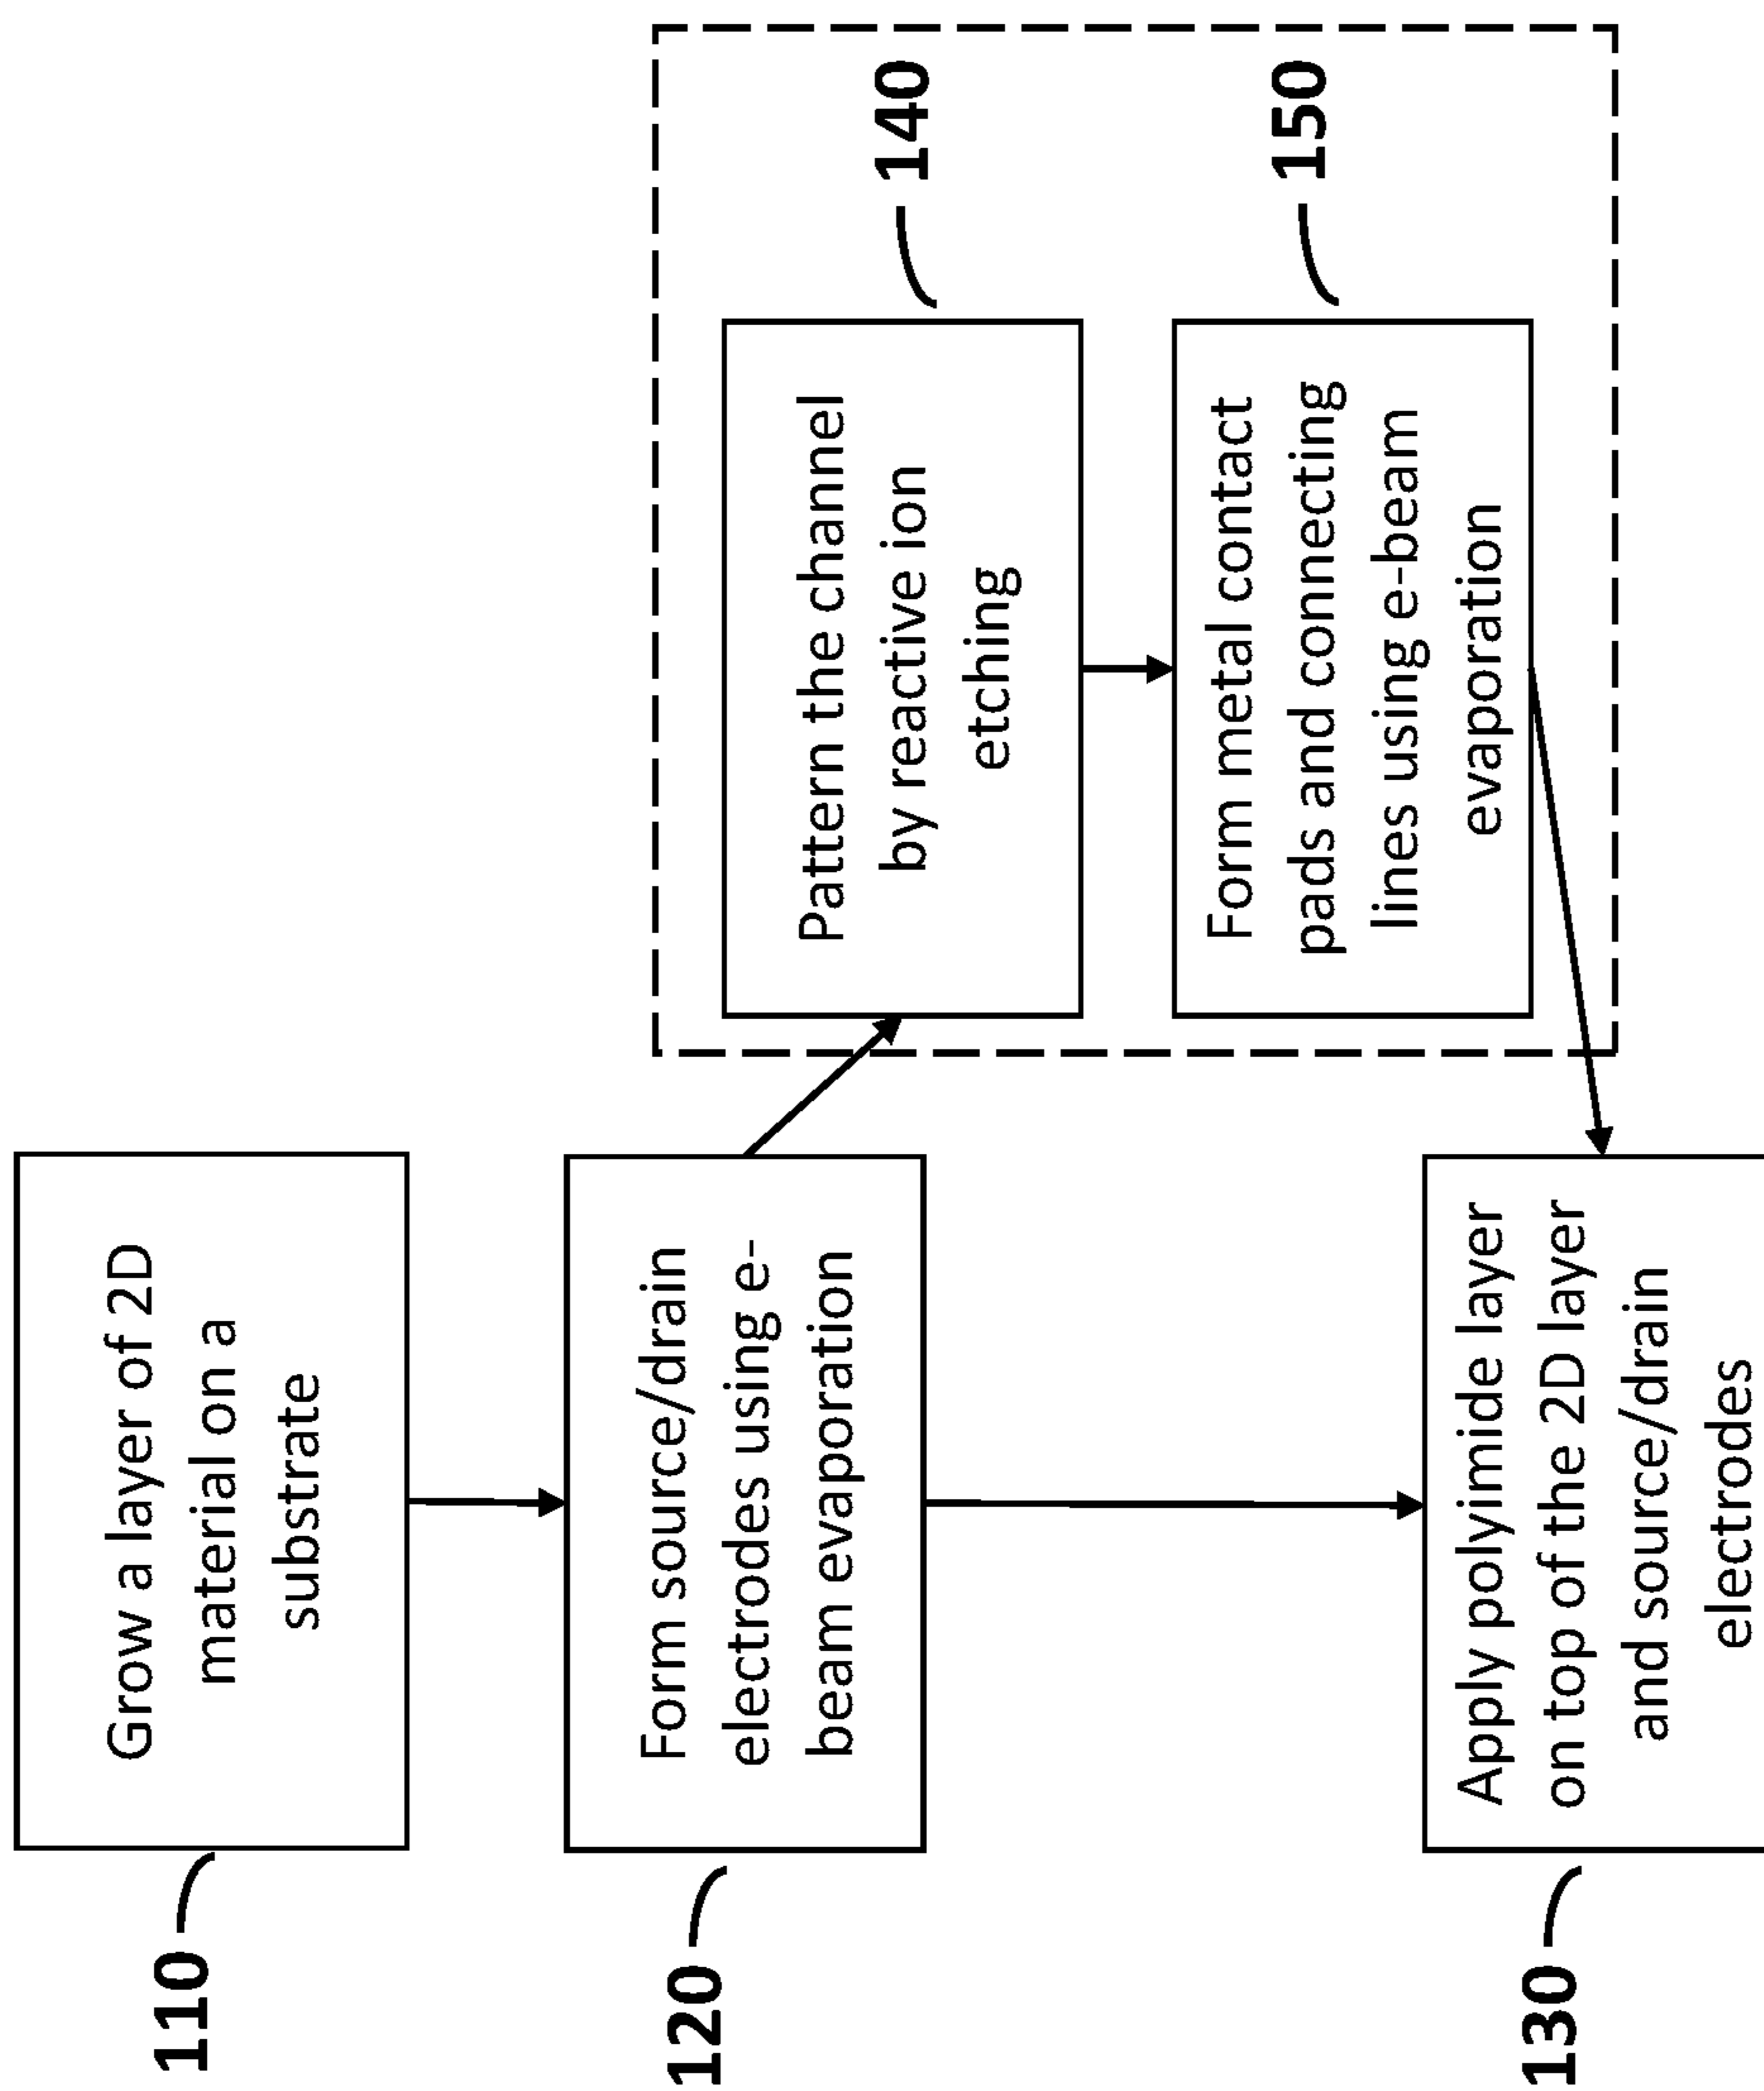 110
Grow a layer of 2D
material on a
substrate
120
Form source/drain
electrodes using e-
beam evaporation
140
Pattern the channel
by reactive ion
etching
150
Form metal contact
pads and connecting
lines using e-beam
evaporation
130
Apply polyimide layer
on top of the 2D layer
and source/drain
electrodes